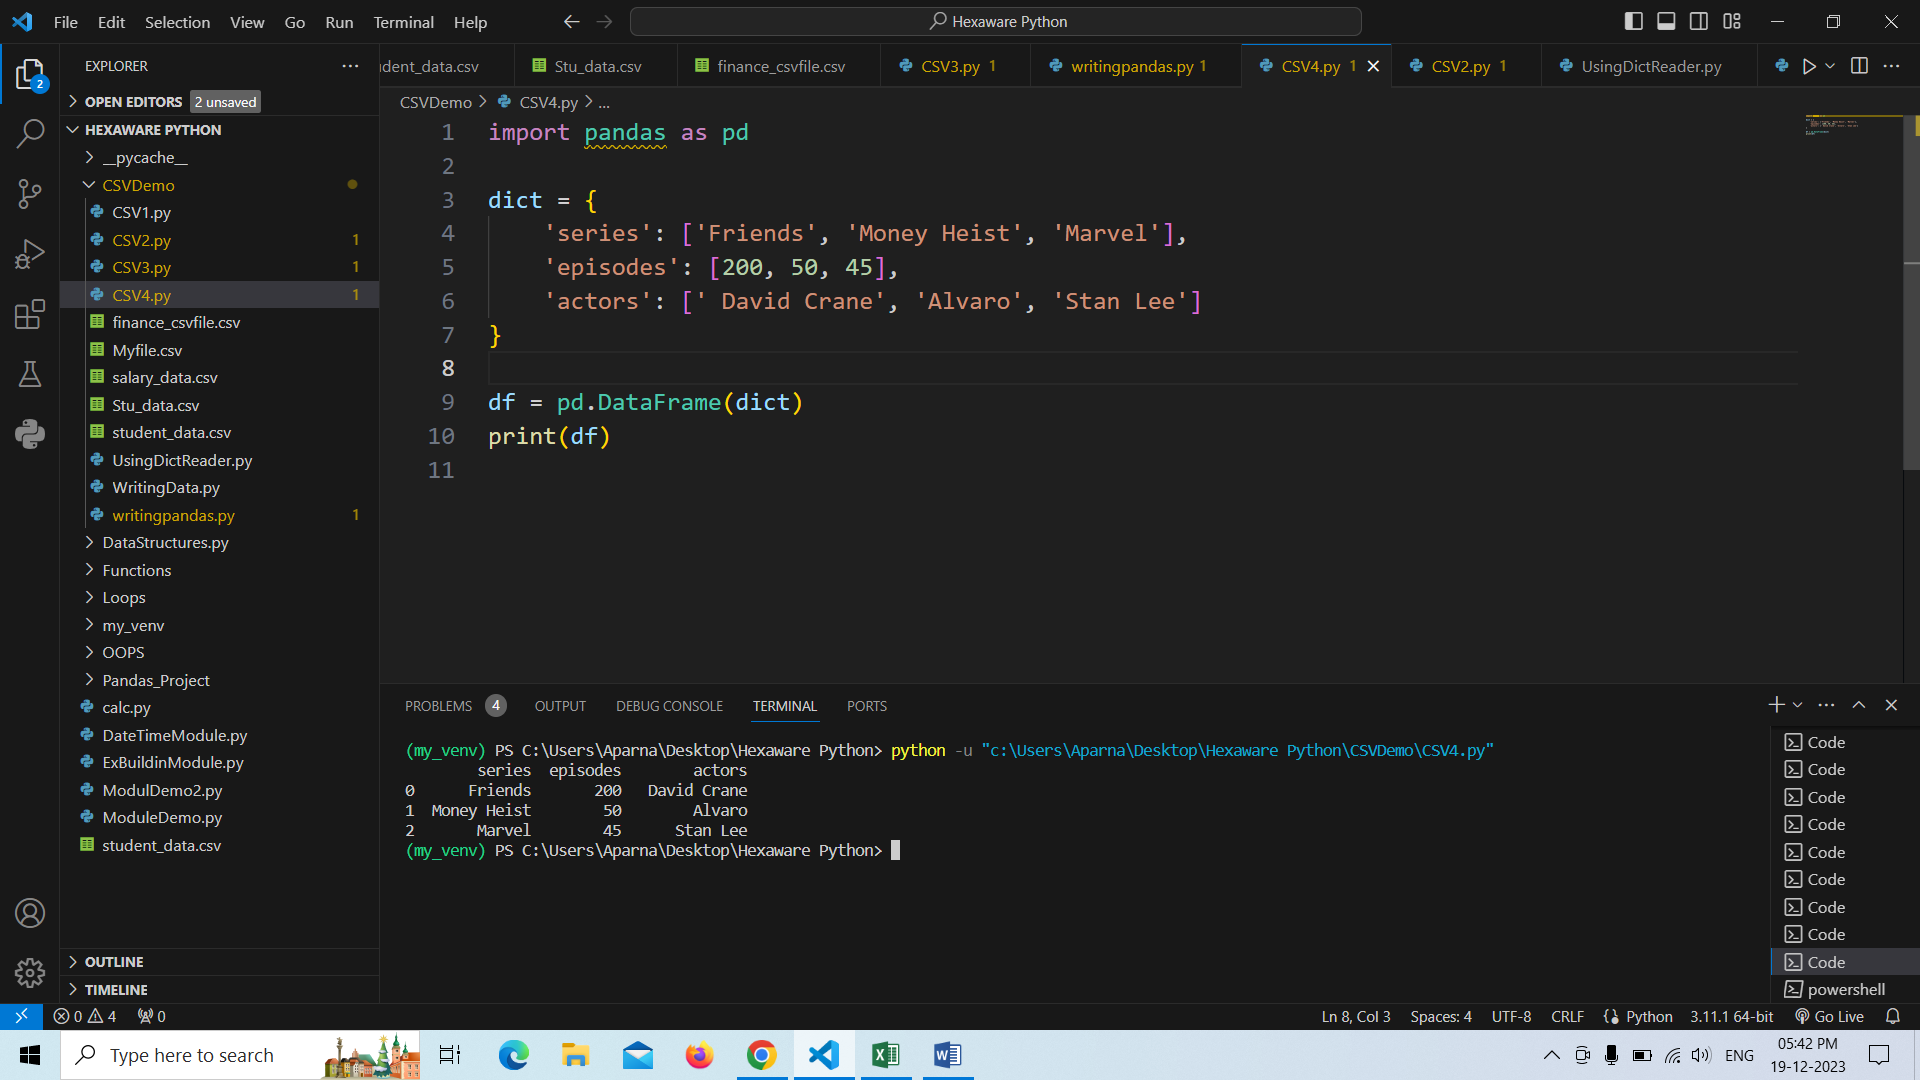 File Edit Selection View Go Run Terminal Help
Hexaware Python
EXPLORER
OPEN EDITORS 2 unsaved
HEXAWARE PYTHON
__pycache__
CSVDemo
CSV1.py
CSV2.py 1
CSV3.py 1
CSV4.py 1
finance_csvfile.csv
Myfile.csv
salary_data.csv
Stu_data.csv
student_data.csv
UsingDictReader.py
WritingData.py
writingpandas.py 1
DataStructures.py
Functions
Loops
my_venv
OOPS
Pandas_Project
calc.py
DateTimeModule.py
ExBuildinModule.py
ModulDemo2.py
ModuleDemo.py
student_data.csv
OUTLINE
TIMELINE
2
udent_data.csv Stu_data.csv finance_csvfile.csv CSV3.py 1 writingpandas.py 1 CSV4.py 1 CSV2.py 1 UsingDictReader.py
CSVDemo > CSV4.py > ...
1 import pandas as pd
2
3 dict = {
4 'series': ['Friends', 'Money Heist', 'Marvel'],
5 'episodes': [200, 50, 45],
6 'actors': [' David Crane', 'Alvaro', 'Stan Lee']
7 }
8
9 df = pd.DataFrame(dict)
10 print(df)
11
PROBLEMS 4 OUTPUT DEBUG CONSOLE TERMINAL PORTS
(my_venv) PS C:\Users\Aparna\Desktop\Hexaware Python> python -u "c:\Users\Aparna\Desktop\Hexaware Python\CSVDemo\CSV4.py"
series episodes actors
0 Friends 200 David Crane
1 Money Heist 50 Alvaro
2 Marvel 45 Stan Lee
(my_venv) PS C:\Users\Aparna\Desktop\Hexaware Python>
Code
Code
Code
Code
Code
Code
Code
Code
Code
powershell
0 4 0 Ln 8, Col 3 Spaces: 4 UTF-8 CRLF Python 3.11.1 64-bit Go Live
Type here to search
ENG
05:42 PM
19-12-2023